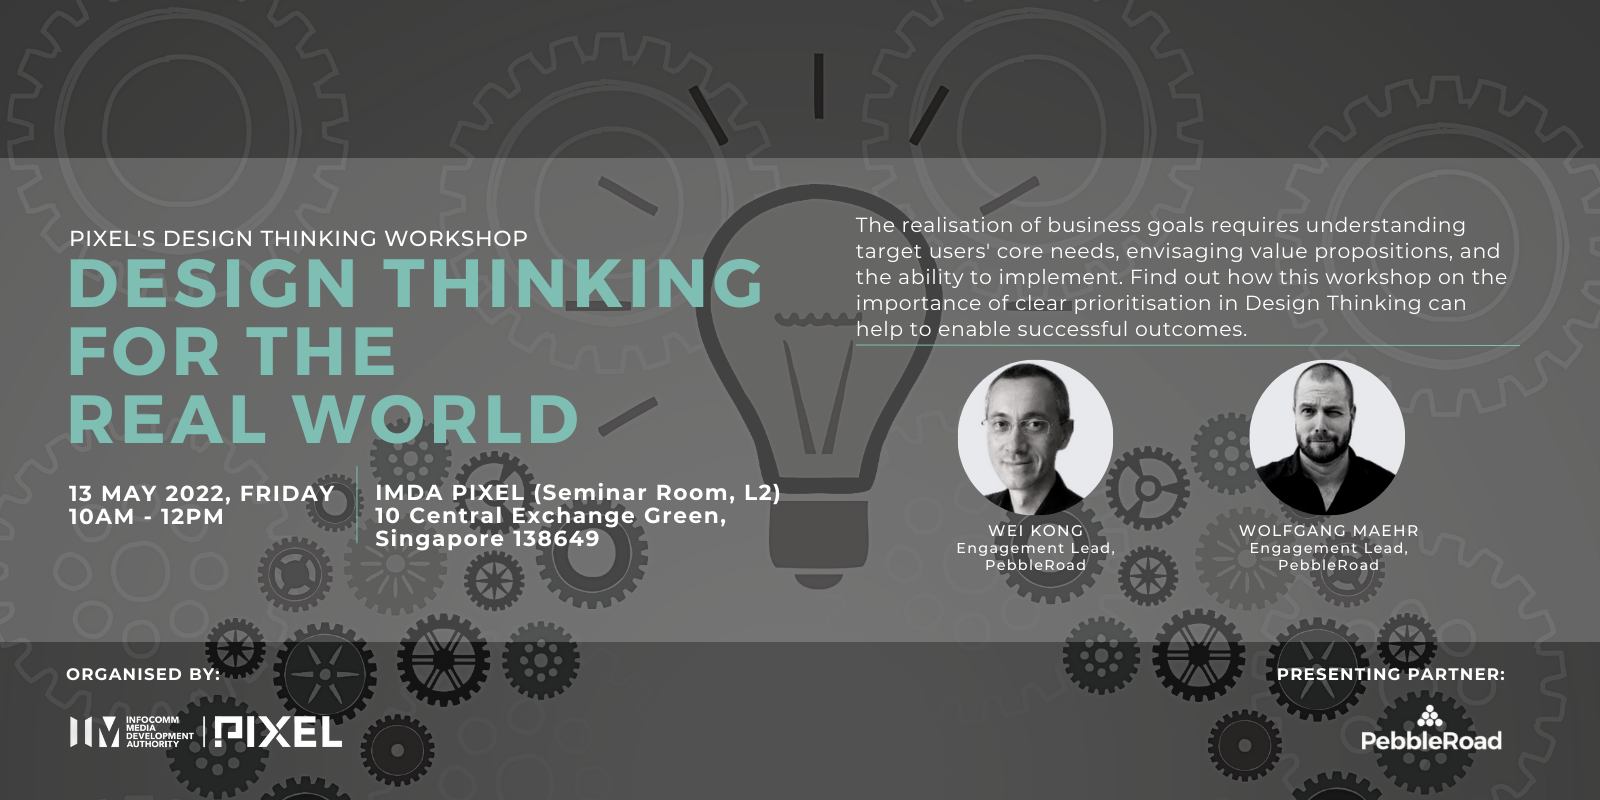 PIXEL'S DESIGN THINKING WORKSHOP
DESIGN THINKING
FOR THE
REAL WORLD
13 MAY 2022, FRIDAY
10AM - 12PM
IMDA PIXEL (Seminar Room, L2)
10 Central Exchange Green,
Singapore 138649
The realisation of business goals requires understanding
target users' core needs, envisaging value propositions, and
the ability to implement. Find out how this workshop on the
importance of clear prioritisation in Design Thinking can
help to enable successful outcomes.
WEI KONG
Engagement Lead,
PebbleRoad
WOLFGANG MAEHR
Engagement Lead,
PebbleRoad
ORGANISED BY:
INFOCOMM
MEDIA
DEVELOPMENT
AUTHORITY
PIXEL
PRESENTING PARTNER:
PebbleRoad